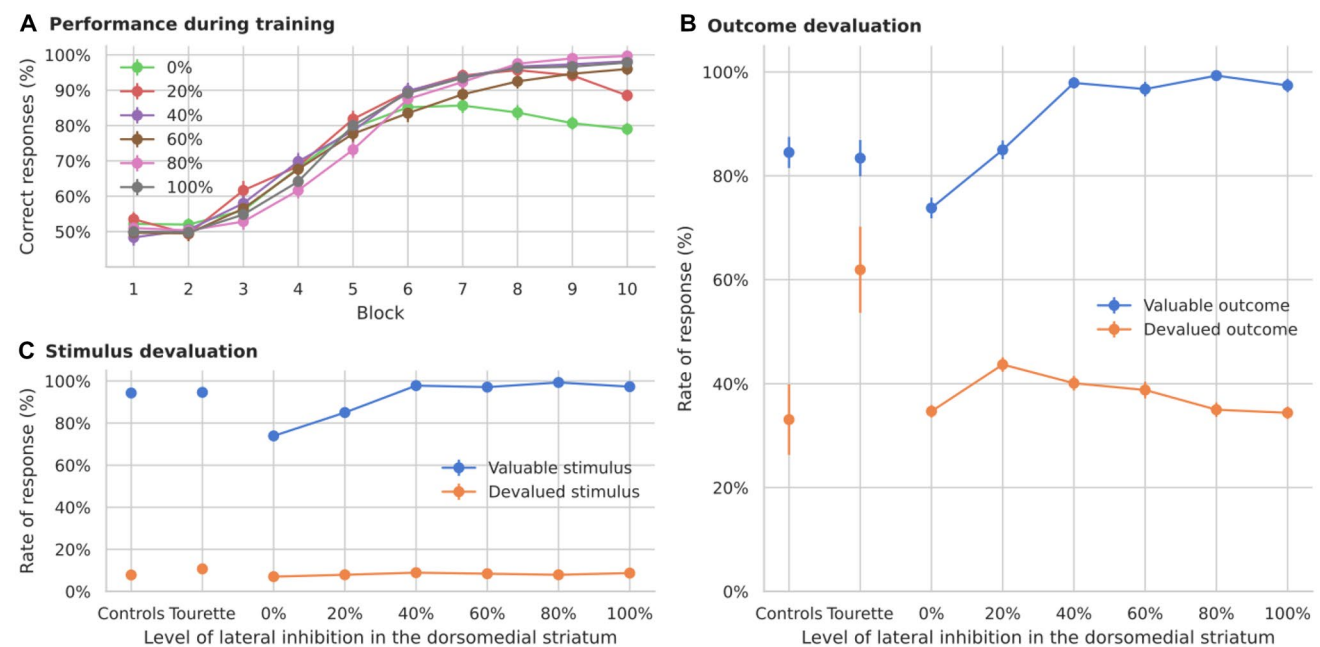 A Performance during training
Correct responses (%)
100%
90%
80%
70%
60%
50%
0%
20%
40%
60%
80%
100%
1 2 3 4 5 6 7 8 9 10
Block
B Outcome devaluation
Rate of response (%)
100%
80%
60%
40%
20%
0%
Valuable outcome
Devalued outcome
Controls Tourette 0% 20% 40% 60% 80% 100%
Level of lateral inhibition in the dorsomedial striatum
C Stimulus devaluation
Rate of response (%)
100%
80%
60%
40%
20%
0%
Valuable stimulus
Devalued stimulus
Controls Tourette 0% 20% 40% 60% 80% 100%
Level of lateral inhibition in the dorsomedial striatum